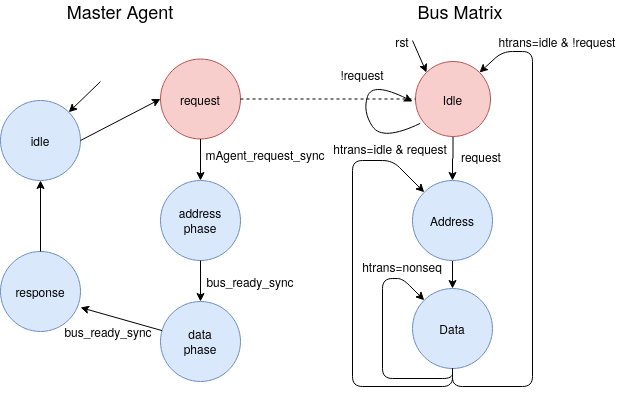 Master Agent
Bus Matrix
rst
htrans=idle & !request
!request
request
Idle
idle
mAgent_request_sync
htrans=idle & request
request
address
phase
Address
bus_ready_sync
htrans=nonseq
response
bus_ready_sync
data
phase
Data